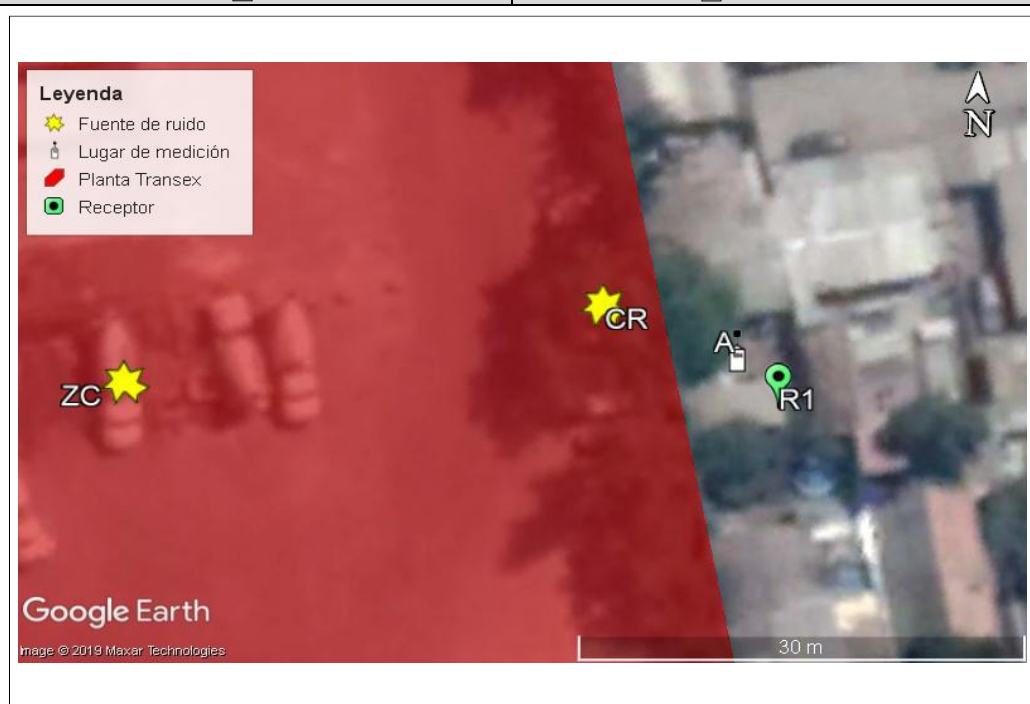 Leyenda
Fuente de ruido
Lugar de medición
Planta Transex
Receptor
N
CR
A
ZC
R1
Google Earth
Image © 2019 Maxar Technologies
30 m